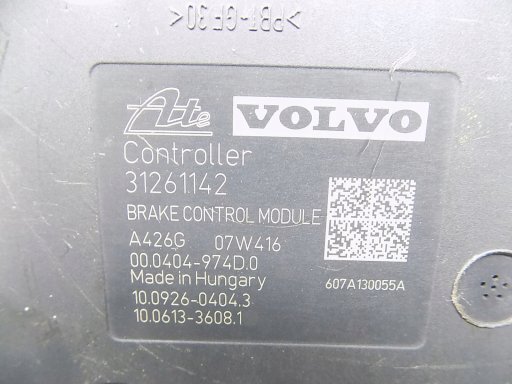 >PBT-GF30<
Ate VOLVO
Controller
31261142
BRAKE CONTROL MODULE
A426G 07W416
00.0404-974D.0
Made in Hungary 607A130055A
10.0926-0404.3
10.0613-3608.1